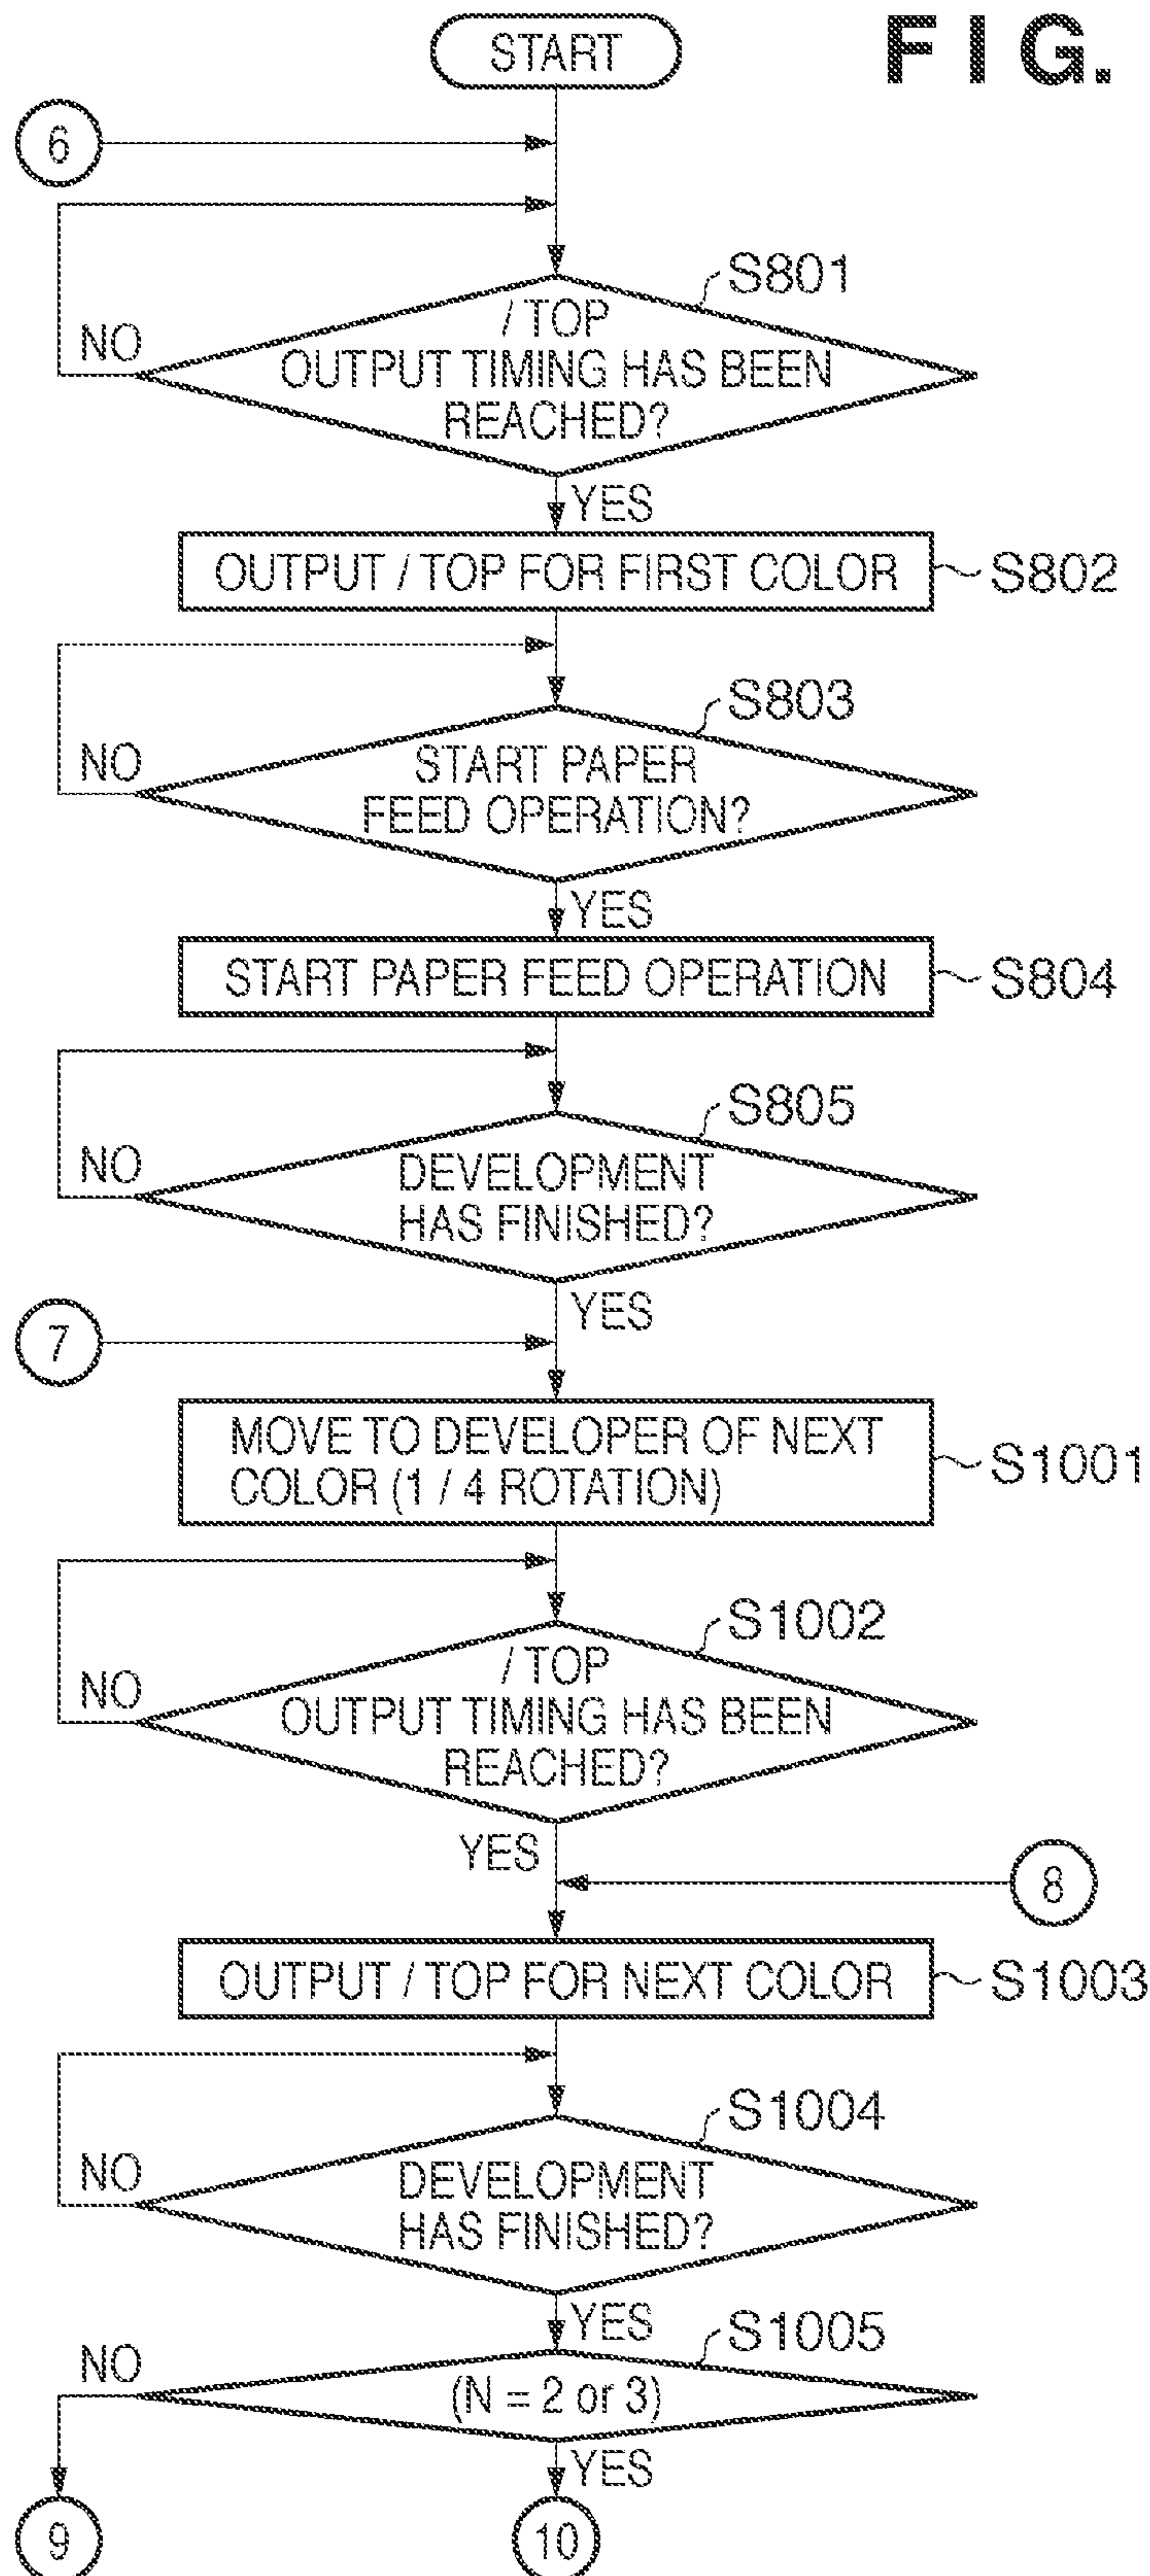 START
FIG.
6
S801
/ TOP
OUTPUT TIMING HAS BEEN
REACHED?
NO
YES
OUTPUT / TOP FOR FIRST COLOR
S802
S803
START PAPER
FEED OPERATION?
NO
YES
START PAPER FEED OPERATION
S804
S805
DEVELOPMENT
HAS FINISHED?
NO
YES
7
MOVE TO DEVELOPER OF NEXT
COLOR (1 / 4 ROTATION)
S1001
S1002
/ TOP
OUTPUT TIMING HAS BEEN
REACHED?
NO
YES
8
OUTPUT / TOP FOR NEXT COLOR
S1003
S1004
DEVELOPMENT
HAS FINISHED?
NO
YES
S1005
NO
(N = 2 or 3)
YES
9
10